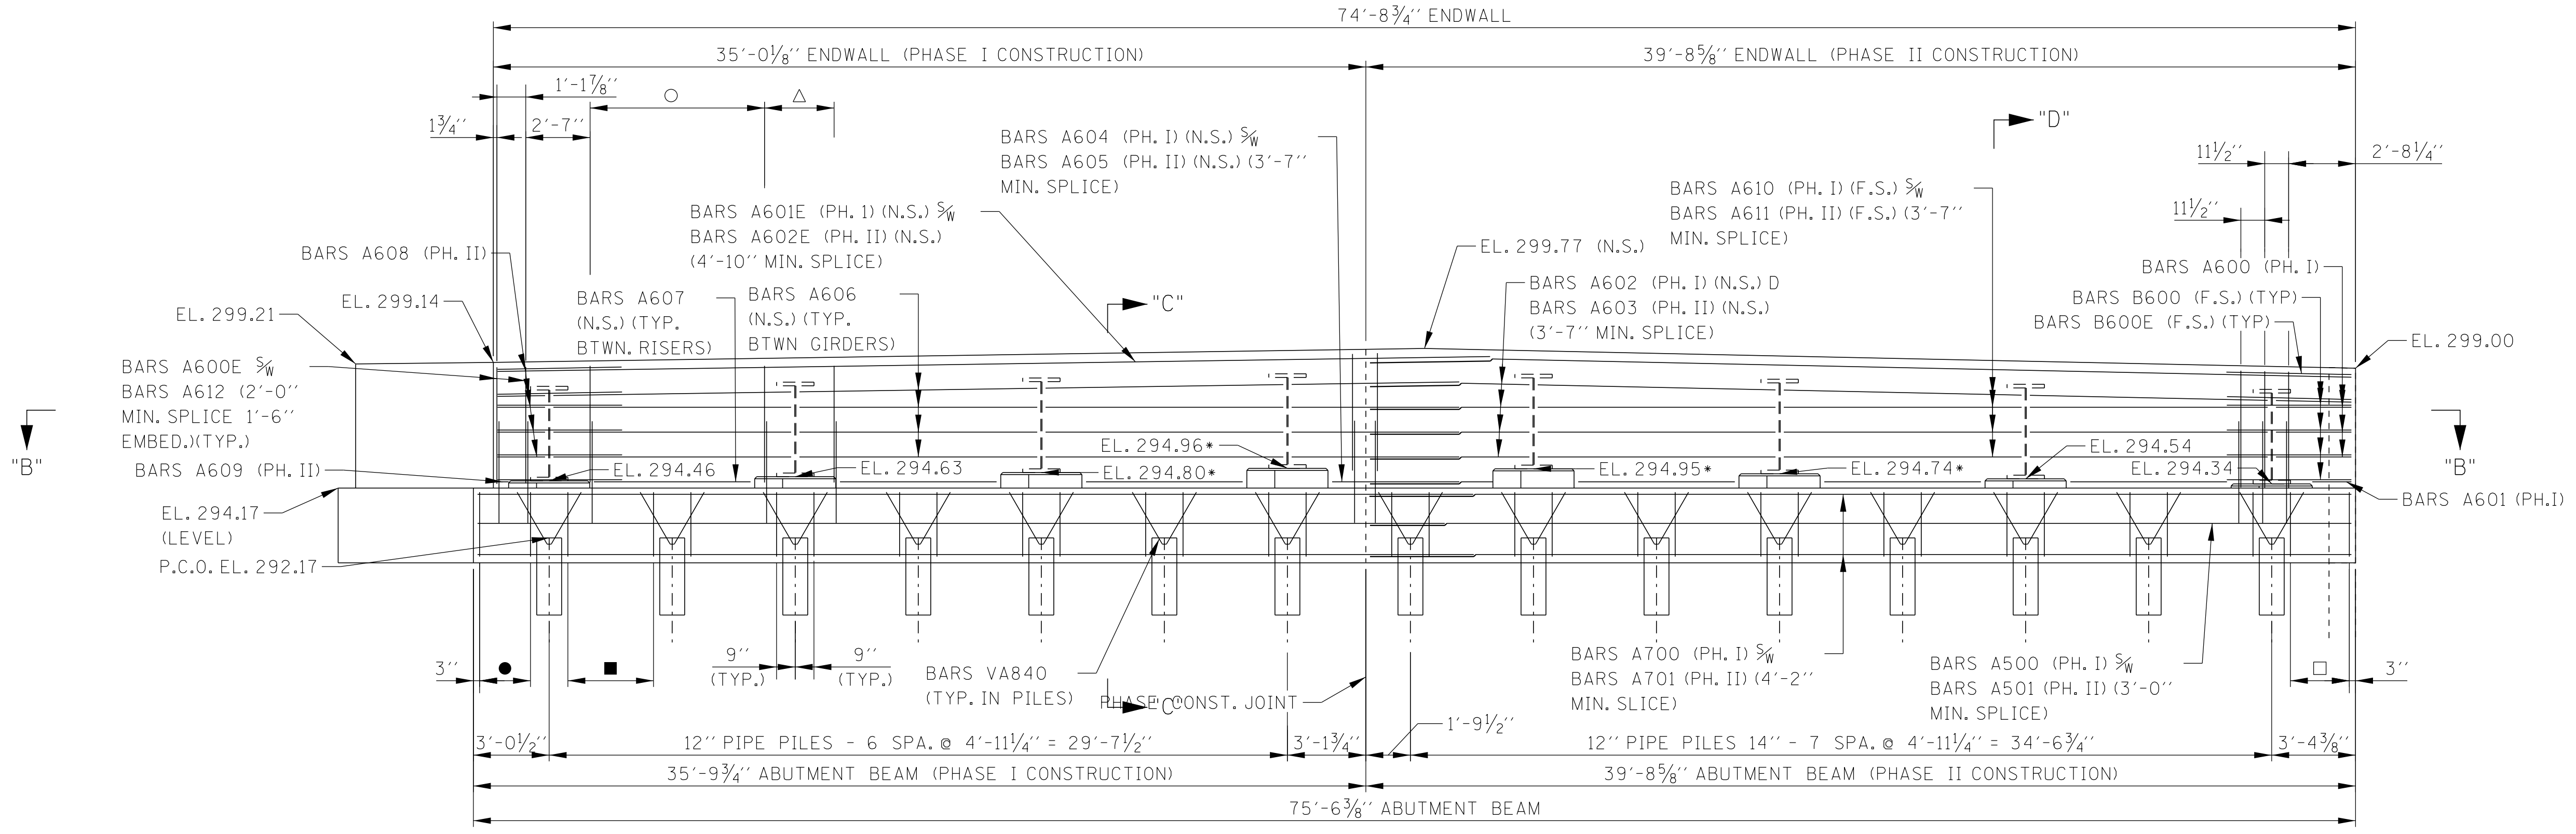 74'-8¾'' ENDWALL
35'-0⅛'' ENDWALL (PHASE I CONSTRUCTION)
39'-8⅝'' ENDWALL (PHASE II CONSTRUCTION)
1'-1⅞''
1¾''
2'-7''
"D"
11½''
2'-8¼''
11½''
BARS A604 (PH. I) (N.S.) S/W
BARS A605 (PH. II) (N.S.) (3'-7''
MIN. SPLICE)
BARS A610 (PH. I) (F.S.) S/W
BARS A611 (PH. II) (F.S.) (3'-7''
MIN. SPLICE)
BARS A601E (PH. 1) (N.S.) S/W
BARS A602E (PH. II) (N.S.)
(4'-10'' MIN. SPLICE)
BARS A608 (PH. II)
EL. 299.77 (N.S.)
BARS A600 (PH. I)
BARS B600 (F.S.) (TYP)
BARS B600E (F.S.) (TYP)
EL. 299.14
EL. 299.21
BARS A607
(N.S.) (TYP.
BTWN. RISERS)
BARS A606
(N.S.) (TYP.
BTWN GIRDERS)
"C"
BARS A602 (PH. I) (N.S.) D
BARS A603 (PH. II) (N.S.)
(3'-7'' MIN. SPLICE)
EL. 299.00
BARS A600E S/W
BARS A612 (2'-0''
MIN. SPLICE 1'-6''
EMBED.)(TYP.)
"B"
BARS A609 (PH. II)
EL. 294.46
EL. 294.63
EL. 294.80*
EL. 294.96*
EL. 294.95*
EL. 294.74*
EL. 294.54
EL. 294.34
"B"
BARS A601 (PH.I)
EL. 294.17
(LEVEL)
P.C.O. EL. 292.17
3''
9''
(TYP.)
9''
(TYP.)
BARS VA840
(TYP. IN PILES)
"C"
PHASE CONST. JOINT
BARS A700 (PH. I) S/W
BARS A701 (PH. II) (4'-2''
MIN. SLICE)
BARS A500 (PH. I) S/W
BARS A501 (PH. II) (3'-0''
MIN. SPLICE)
3''
1'-9½''
3'-0½''
12'' PIPE PILES - 6 SPA. @ 4'-11¼'' = 29'-7½''
3'-1¾''
12'' PIPE PILES 14'' - 7 SPA. @ 4'-11¼'' = 34'-6¾''
3'-4⅜''
35'-9¾'' ABUTMENT BEAM (PHASE I CONSTRUCTION)
39'-8⅝'' ABUTMENT BEAM (PHASE II CONSTRUCTION)
75'-6⅜'' ABUTMENT BEAM